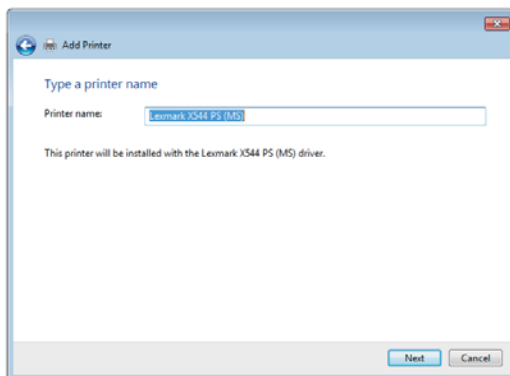 Add Printer
Type a printer name
Printer name: Lexmark X544 PS (MS)
This printer will be installed with the Lexmark X544 PS (MS) driver.
Next Cancel